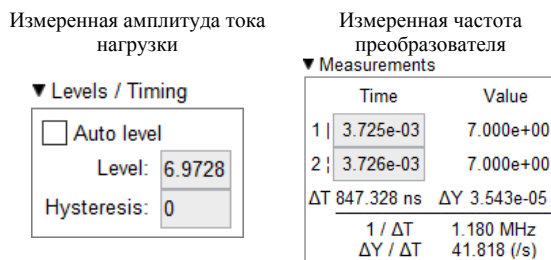 Измеренная амплитуда тока
нагрузки
▼ Levels / Timing
Auto level
Level: 6.9728
Hysteresis: 0
Измеренная частота
преобразователя
▼ Measurements
Time Value
1 | 3.725e-03 7.000e+00
2 ¦ 3.726e-03 7.000e+00
ΔT 847.328 ns ΔY 3.543e-05
1 / ΔT 1.180 MHz
ΔY / ΔT 41.818 (/s)